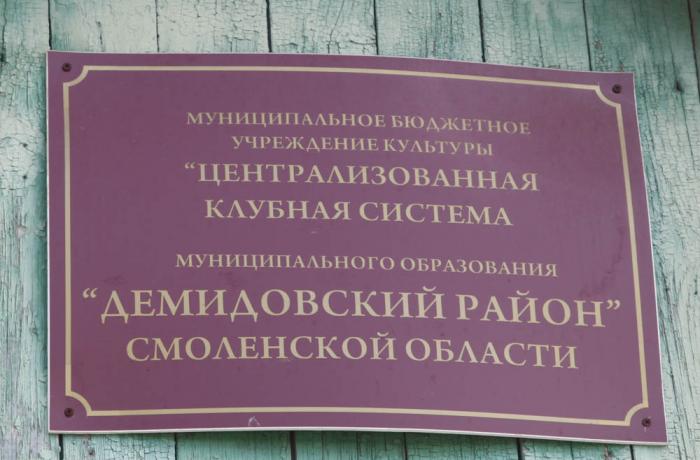 МУНИЦИПАЛЬНОЕ БЮДЖЕТНОЕ
УЧРЕЖДЕНИЕ КУЛЬТУРЫ
“ЦЕНТРАЛИЗОВАННАЯ
КЛУБНАЯ СИСТЕМА
МУНИЦИПАЛЬНОГО ОБРАЗОВАНИЯ
“ДЕМИДОВСКИЙ РАЙОН”
СМОЛЕНСКОЙ ОБЛАСТИ